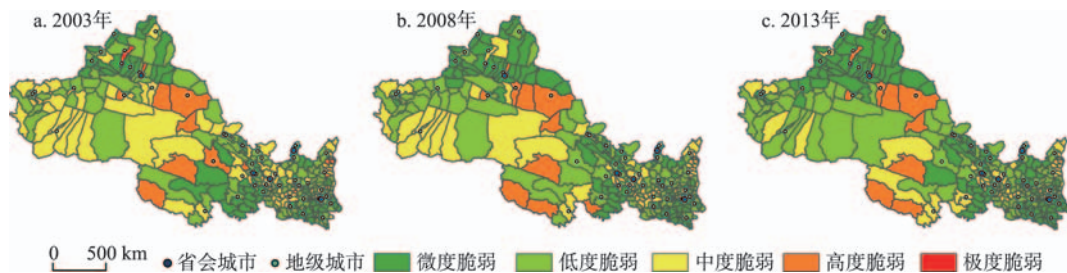 a. 2003年
b. 2008年
c. 2013年
0 500 km 省会城市 地级城市 微度脆弱 低度脆弱 中度脆弱 高度脆弱 极度脆弱